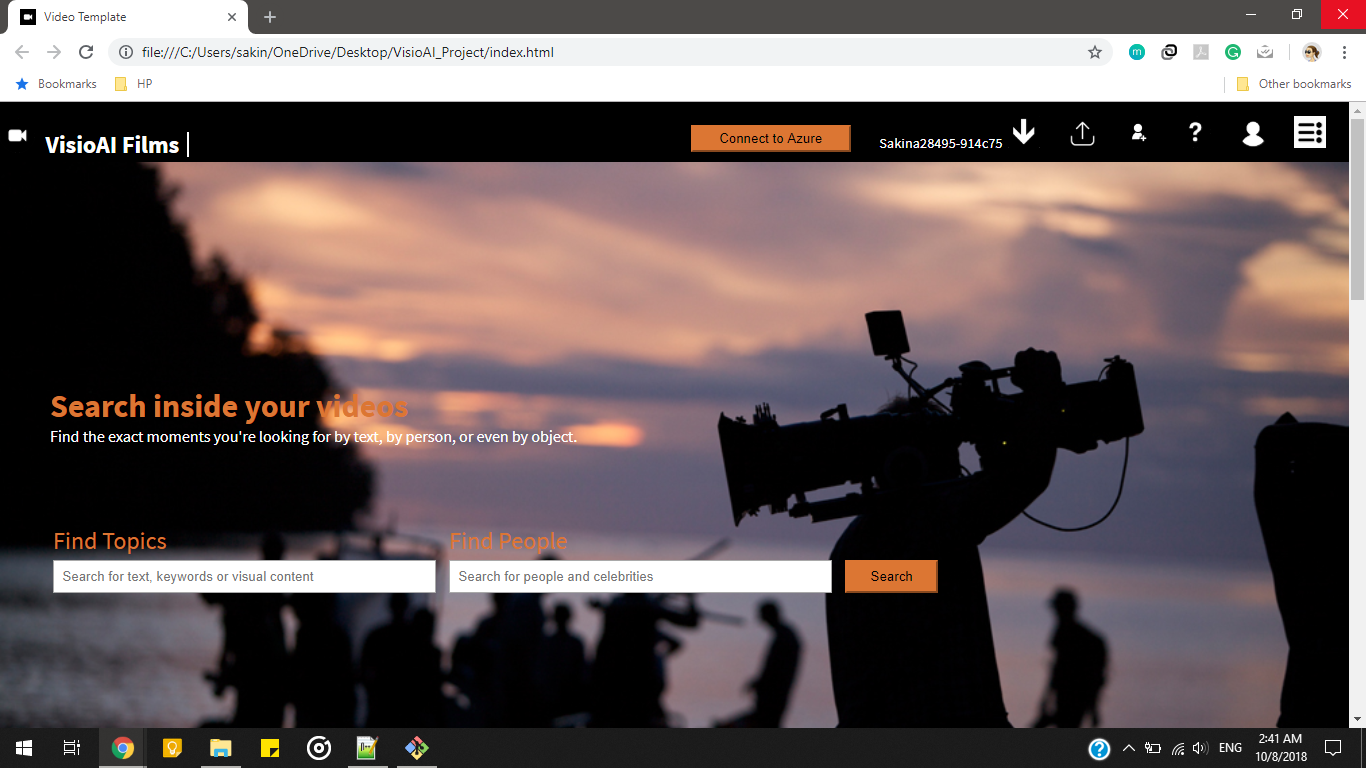 Video Template
file:///C:/Users/sakin/OneDrive/Desktop/VisioAI_Project/index.html
Bookmarks HP Other bookmarks
VisioAI Films | Connect to Azure Sakina28495-914c75 ?
Search inside your videos
Find the exact moments you're looking for by text, by person, or even by object.
Find Topics Find People
Search for text, keywords or visual content Search for people and celebrities Search
ENG 2:41 AM
10/8/2018